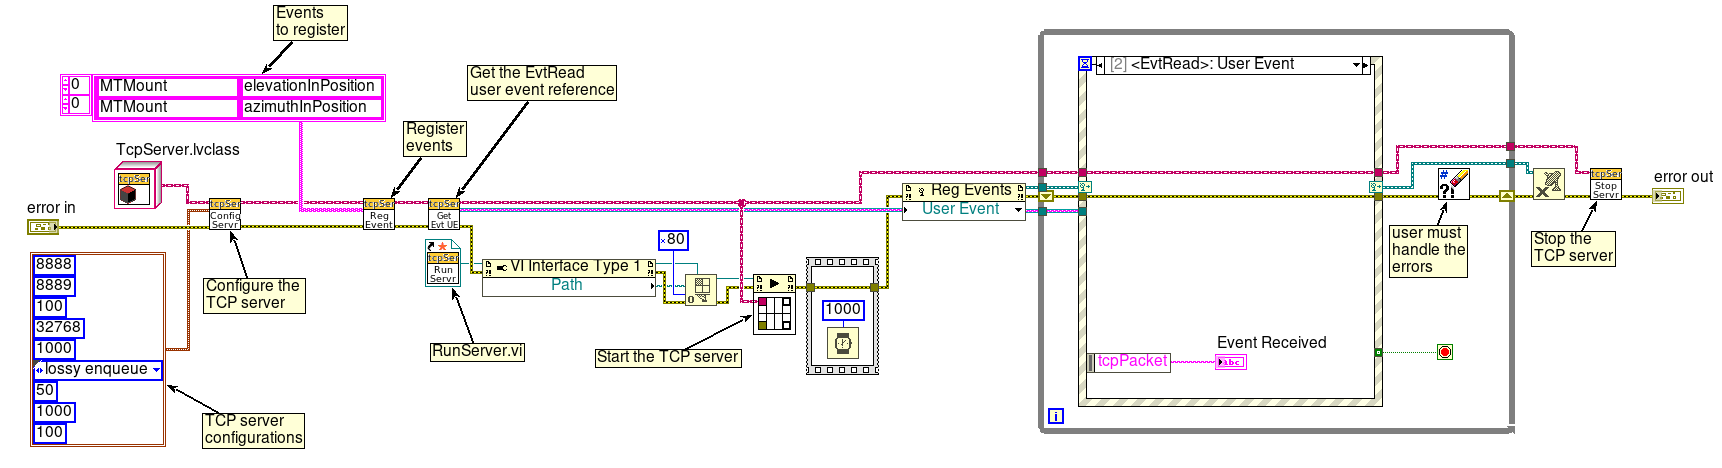 Events
to register
0
MTMount
elevationInPosition
0
MTMount
azimuthInPosition
Get the EvtRead
user event reference
Register
events
TcpServer.lvclass
tcpSer
error in
tcpSer
Config
Servr
tcpSer
Reg
Event
tcpSer
Get
Evt UE
8888
8889
100
32768
1000
lossy enqueue
50
1000
100
Configure the
TCP server
TCP server
configurations
tcpSer
Run
Servr
RunServer.vi
VI Interface Type 1
Path
x80
0
Start the TCP server
1000
Reg Events
User Event
[2] <EvtRead>: User Event
tcpPacket
Event Received
abc
i
#
?!
user must
handle the
errors
x
tcpSer
Stop
Servr
Stop the
TCP server
error out